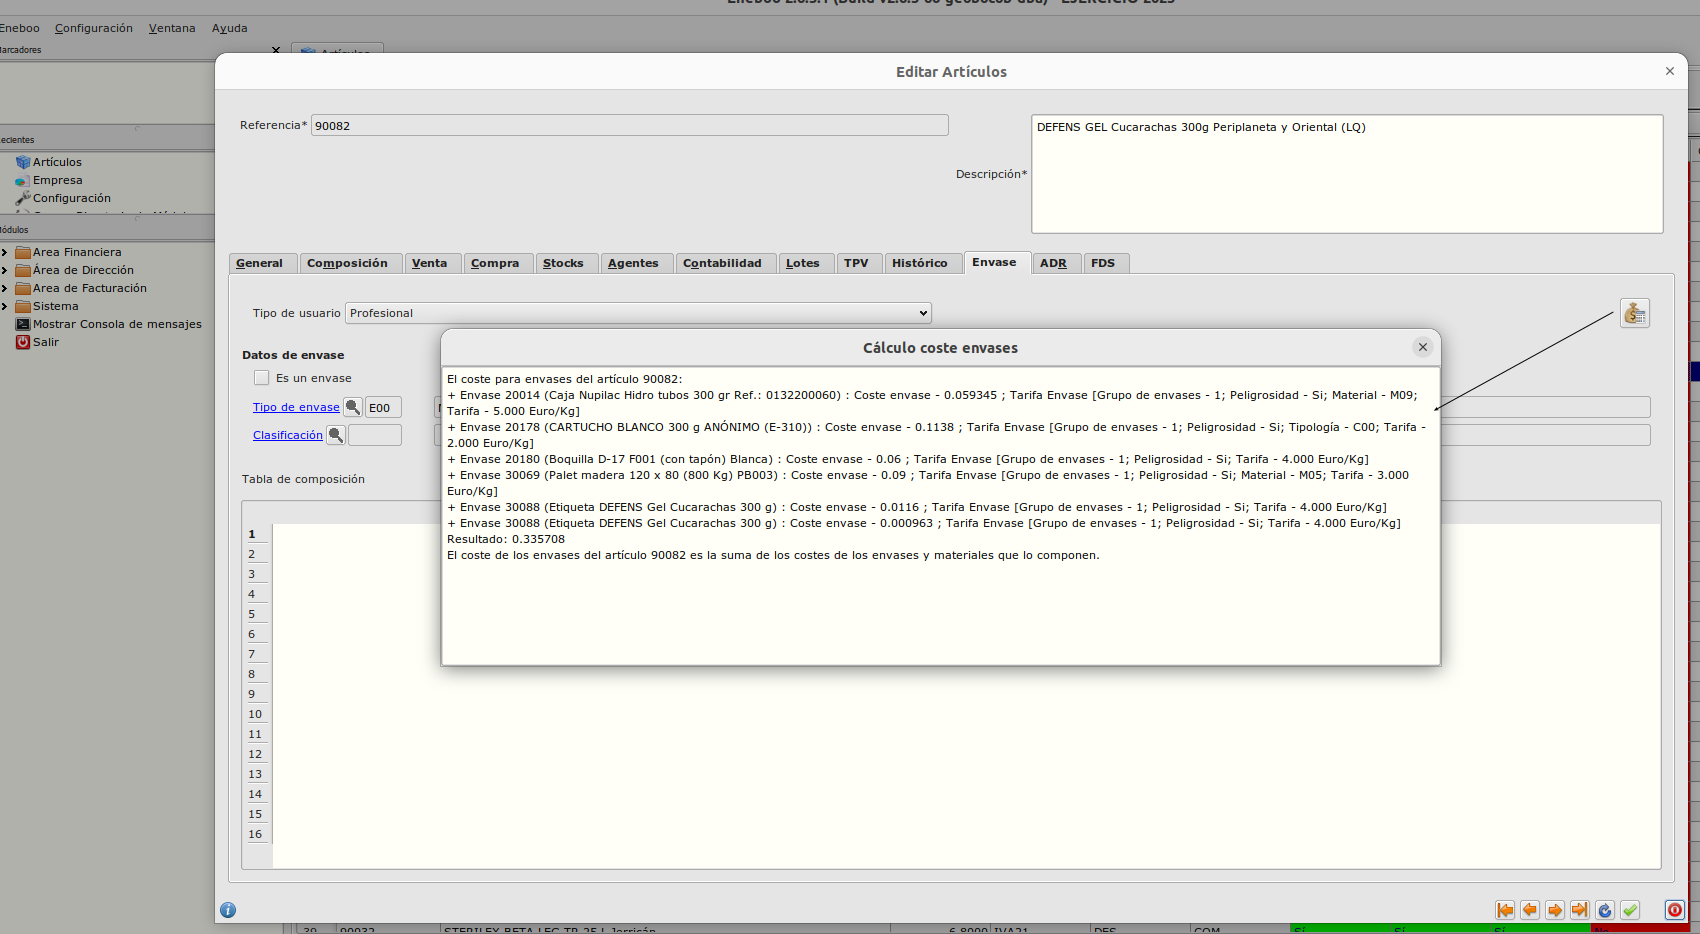 Eneboo Configuración Ventana Ayuda
Artículos
Editar Artículos
Referencia* 90082
DEFENS GEL Cucarachas 300g Periplaneta y Oriental (LQ)
Descripción*
Artículos
Empresa
Configuración
Area Financiera
Área de Dirección
Area de Facturación
Sistema
Mostrar Consola de mensajes
Salir
General Composición Venta Compra Stocks Agentes Contabilidad Lotes TPV Histórico Envase ADR FDS
Tipo de usuario Profesional
Datos de envase
Es un envase
Tipo de envase E00
Clasificación
Tabla de composición
1
2
3
4
5
6
7
8
9
10
11
12
13
14
15
16
Cálculo coste envases
El coste para envases del artículo 90082:
+ Envase 20014 (Caja Nupilac Hidro tubos 300 gr Ref.: 0132200060) : Coste envase - 0.059345 ; Tarifa Envase [Grupo de envases - 1; Peligrosidad - Si; Material - M09;
Tarifa - 5.000 Euro/Kg]
+ Envase 20178 (CARTUCHO BLANCO 300 g ANÓNIMO (E-310)) : Coste envase - 0.1138 ; Tarifa Envase [Grupo de envases - 1; Peligrosidad - Si; Tipología - C00; Tarifa -
2.000 Euro/Kg]
+ Envase 20180 (Boquilla D-17 F001 (con tapón) Blanca) : Coste envase - 0.06 ; Tarifa Envase [Grupo de envases - 1; Peligrosidad - Si; Tarifa - 4.000 Euro/Kg]
+ Envase 30069 (Palet madera 120 x 80 (800 Kg) PB003) : Coste envase - 0.09 ; Tarifa Envase [Grupo de envases - 1; Peligrosidad - Si; Material - M05; Tarifa - 3.000
Euro/Kg]
+ Envase 30088 (Etiqueta DEFENS Gel Cucarachas 300 g) : Coste envase - 0.0116 ; Tarifa Envase [Grupo de envases - 1; Peligrosidad - Si; Tarifa - 4.000 Euro/Kg]
+ Envase 30088 (Etiqueta DEFENS Gel Cucarachas 300 g) : Coste envase - 0.000963 ; Tarifa Envase [Grupo de envases - 1; Peligrosidad - Si; Tarifa - 4.000 Euro/Kg]
Resultado: 0.335708
El coste de los envases del artículo 90082 es la suma de los costes de los envases y materiales que lo componen.